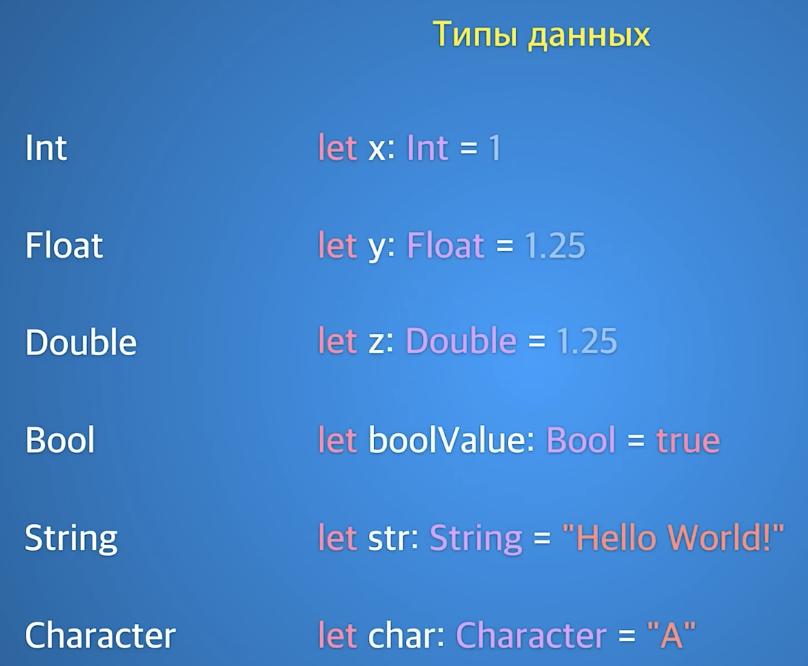 Типы данных
Int let x: Int = 1
Float let y: Float = 1.25
Double let z: Double = 1.25
Bool let boolValue: Bool = true
String let str: String = "Hello World!"
Character let char: Character = "A"